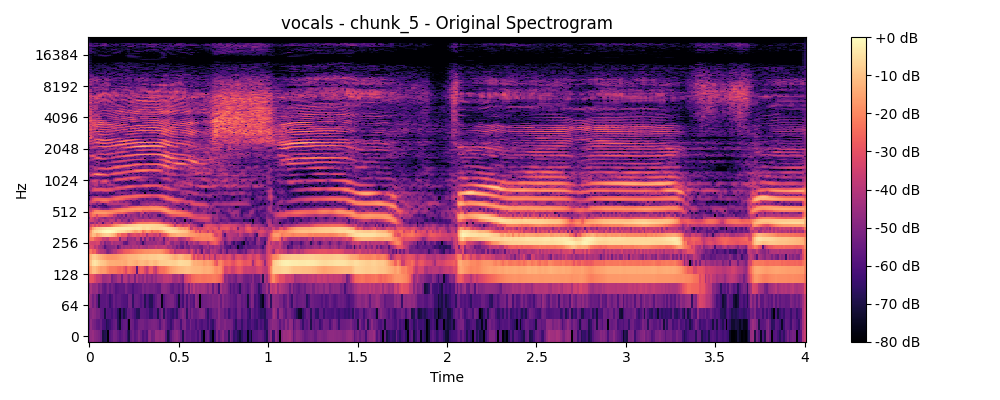 vocals - chunk_5 - Original Spectrogram
Hz
16384
8192
4096
2048
1024
512
256
128
64
0
0 0.5 1 1.5 2 2.5 3 3.5 4
Time
+0 dB
-10 dB
-20 dB
-30 dB
-40 dB
-50 dB
-60 dB
-70 dB
-80 dB